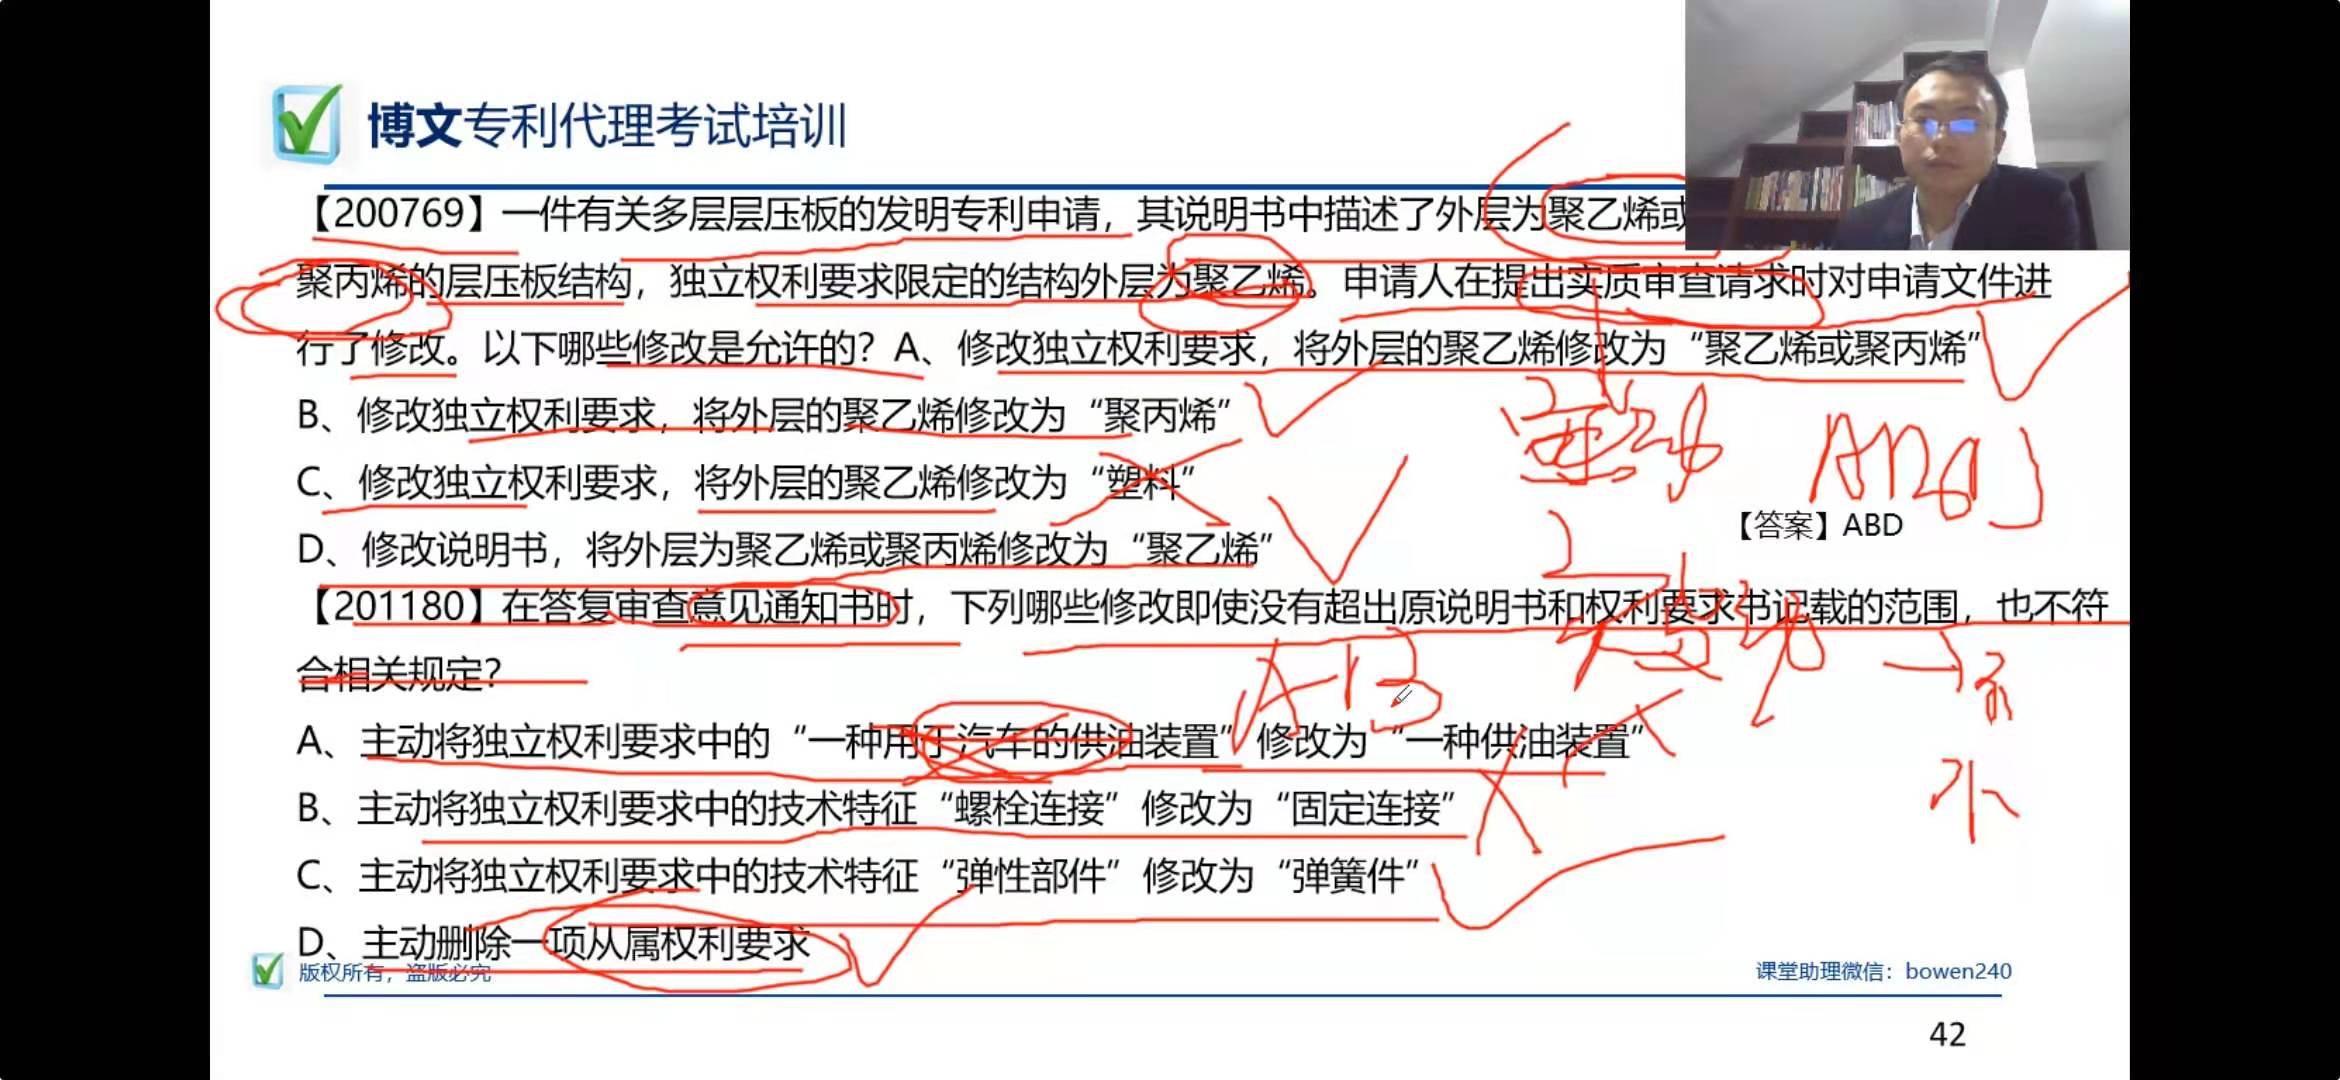 博文专利代理考试培训
【200769】一件有关多层层压板的发明专利申请，其说明书中描述了外层为聚乙烯或
聚丙烯的层压板结构，独立权利要求限定的结构外层为聚乙烯。申请人在提出实质审查请求时对申请文件进
行了修改。以下哪些修改是允许的？A、修改独立权利要求，将外层的聚乙烯修改为“聚乙烯或聚丙烯”
B、修改独立权利要求，将外层的聚乙烯修改为“聚丙烯”
C、修改独立权利要求，将外层的聚乙烯修改为“塑料”
D、修改说明书，将外层为聚乙烯或聚丙烯修改为“聚乙烯”
【答案】ABD
【201180】在答复审查意见通知书时，下列哪些修改即使没有超出原说明书和权利要求书记载的范围，也不符
合相关规定？
AB
A、主动将独立权利要求中的“一种用于汽车的供油装置”修改为“一种供油装置”
B、主动将独立权利要求中的技术特征“螺栓连接”修改为“固定连接”
C、主动将独立权利要求中的技术特征“弹性部件”修改为“弹簧件”
D、主动删除一项从属权利要求
版权所有，盗版必究
课堂助理微信：bowen240
42